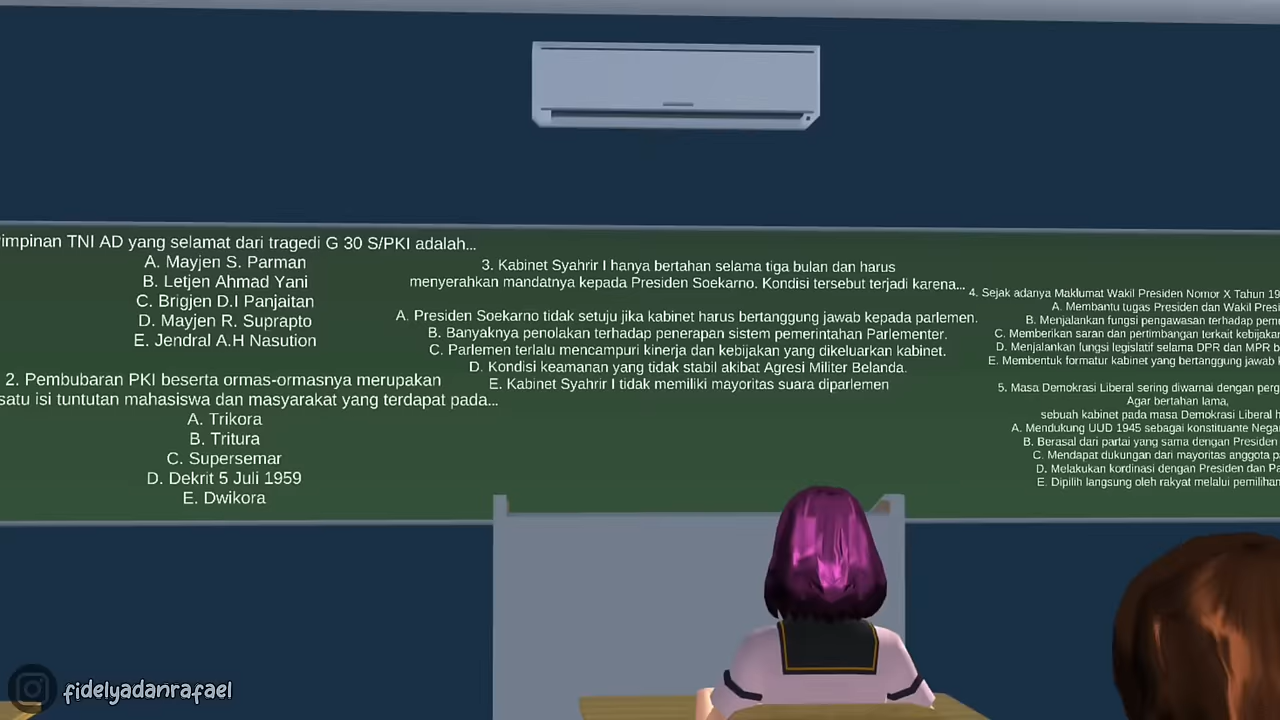 impinan TNI AD yang selamat dari tragedi G 30 S/PKI adalah...
A. Mayjen S. Parman
B. Letjen Ahmad Yani
C. Brigjen D.I Panjaitan
D. Mayjen R. Suprapto
E. Jendral A.H Nasution
2. Pembubaran PKI beserta ormas-ormasnya merupakan
satu isi tuntutan mahasiswa dan masyarakat yang terdapat pada...
A. Trikora
B. Tritura
C. Supersemar
D. Dekrit 5 Juli 1959
E. Dwikora
3. Kabinet Syahrir I hanya bertahan selama tiga bulan dan harus
menyerahkan mandatnya kepada Presiden Soekarno. Kondisi tersebut terjadi karena...
A. Presiden Soekarno tidak setuju jika kabinet harus bertanggung jawab kepada parlemen.
B. Banyaknya penolakan terhadap penerapan sistem pemerintahan Parlementer.
C. Parlemen terlalu mencampuri kinerja dan kebijakan yang dikeluarkan kabinet.
D. Kondisi keamanan yang tidak stabil akibat Agresi Militer Belanda.
E. Kabinet Syahrir I tidak memiliki mayoritas suara diparlemen
4. Sejak adanya Maklumat Wakil Presiden Nomor X Tahun 19
A. Membantu tugas Presiden dan Wakil Presi
B. Menjalankan fungsi pengawasan terhadap pem
C. Memberikan saran dan pertimbangan terkait kebijakan
D. Menjalankan fungsi legislatif selama DPR dan MPR b
E. Membentuk formatur kabinet yang bertanggung jawab k
5. Masa Demokrasi Liberal sering diwarnai dengan perg
Agar bertahan lama,
sebuah kabinet pada masa Demokrasi Liberal h
A. Mendukung UUD 1945 sebagai konstituante Nega
B. Berasal dari partai yang sama dengan Presiden
C. Mendapat dukungan dari mayoritas anggota p
D. Melakukan kordinasi dengan Presiden dan Pa
E. Dipilih langsung oleh rakyat melalui pemilihan
fidelyadanrafael